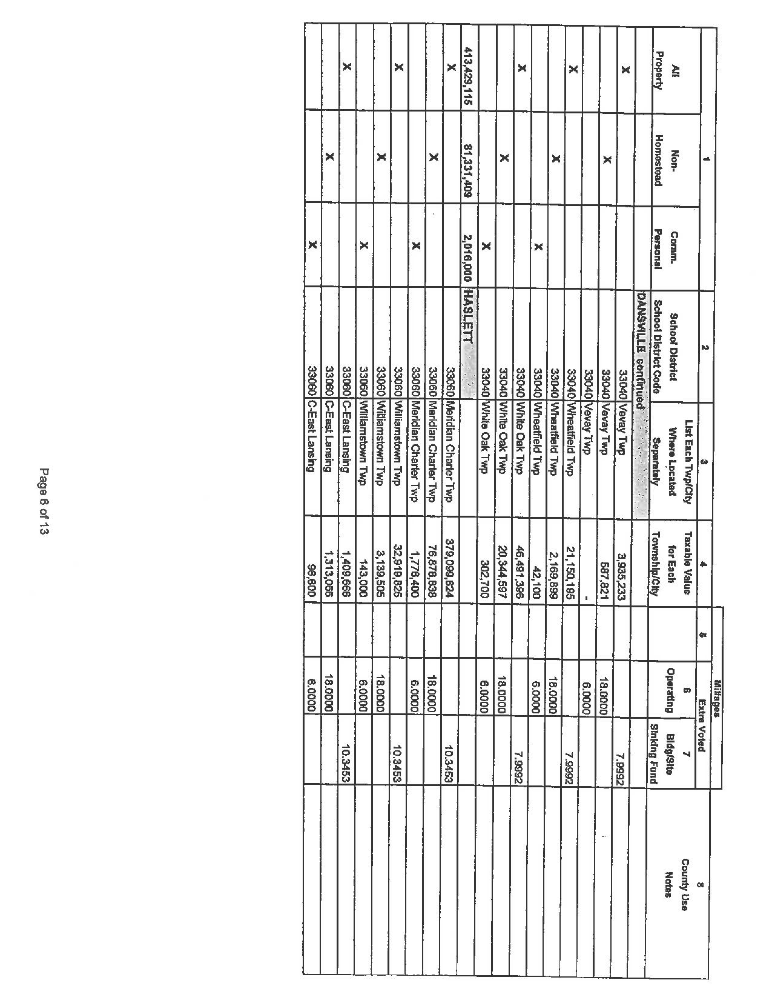 Millages
1 2 3 4 5 Extra Voted 8
All Property Non-Homestead Comm. Personal School District School District Code List Each Twp/City Where Located Separately Taxable Value for Each Township/City 6 Operating 7 Bldg/Site Sinking Fund County Use Notes
DANSVILLE continued
X 33040 Vevay Twp 3,935,233 7.9992
X 33040 Vevay Twp 587,821 18.0000
33040 Vevay Twp - 6.0000
X 33040 Wheatfield Twp 21,150,185 7.9992
X 33040 Wheatfield Twp 2,169,899 18.0000
X 33040 Wheatfield Twp 42,100 6.0000
X 33040 White Oak Twp 45,491,386 7.9992
X 33040 White Oak Twp 20,344,597 18.0000
X 33040 White Oak Twp 302,700 6.0000
413,429,115 81,331,409 2,016,000 HASLETT
X 33060 Meridian Charter Twp 379,099,624 10.3453
X 33060 Meridian Charter Twp 76,878,838 18.0000
X 33060 Meridian Charter Twp 1,776,400 6.0000
X 33060 Williamstown Twp 32,919,825 10.3453
X 33060 Williamstown Twp 3,139,505 18.0000
X 33060 Williamstown Twp 143,000 6.0000
X 33060 C-East Lansing 1,409,666 10.3453
X 33060 C-East Lansing 1,313,066 18.0000
X 33060 C-East Lansing 96,600 6.0000
Page 6 of 13